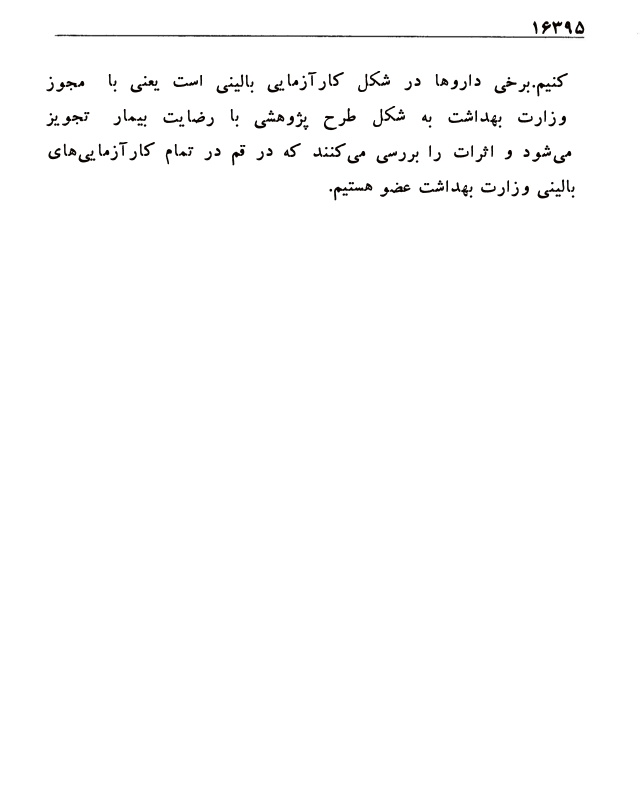 ۱۶۳۹۵
کنیم.برخی داروها در شکل کارآزمایی بالینی است یعنی با مجوز
وزارت بهداشت به شکل طرح پژوهشی با رضایت بیمار تجویز
می‌شود و اثرات را بررسی می‌کنند که در قم در تمام کارآزمایی‌های
بالینی وزارت بهداشت عضو هستیم.